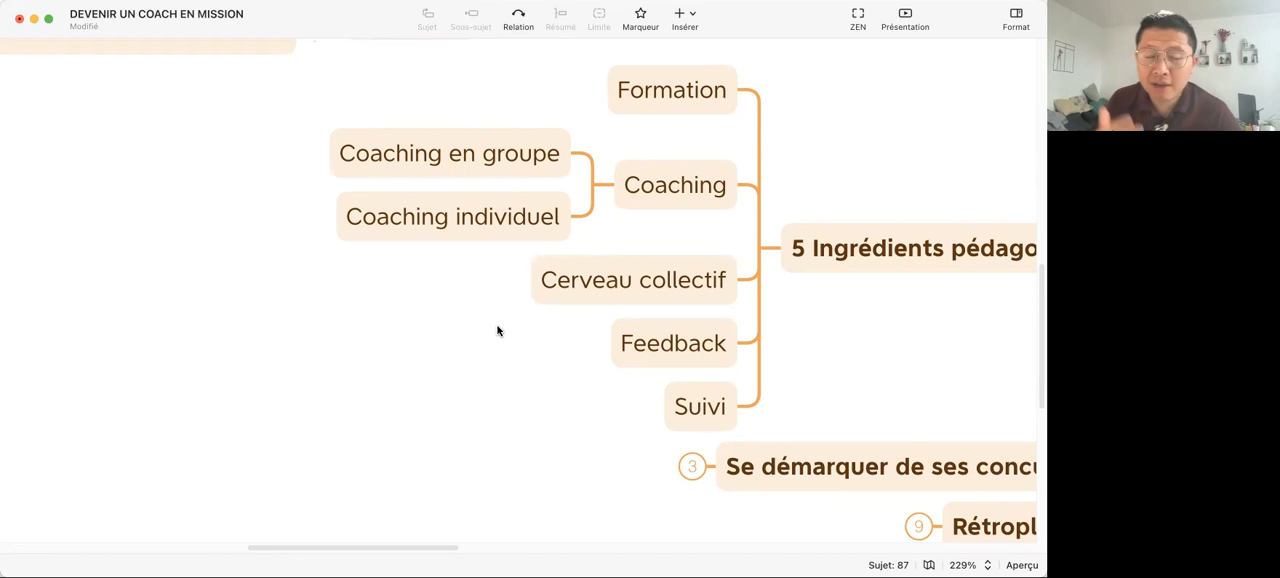 DEVENIR UN COACH EN MISSION
Modifié
Sujet
Sous-sujet
Relation
Résumé
Limite
Marqueur
Insérer
ZEN
Présentation
Format
Formation
Coaching en groupe
Coaching
Coaching individuel
5 Ingrédients pédago
Cerveau collectif
Feedback
Suivi
3
Se démarquer de ses conc
9
Rétropl
Sujet: 87
229%
Aperçu